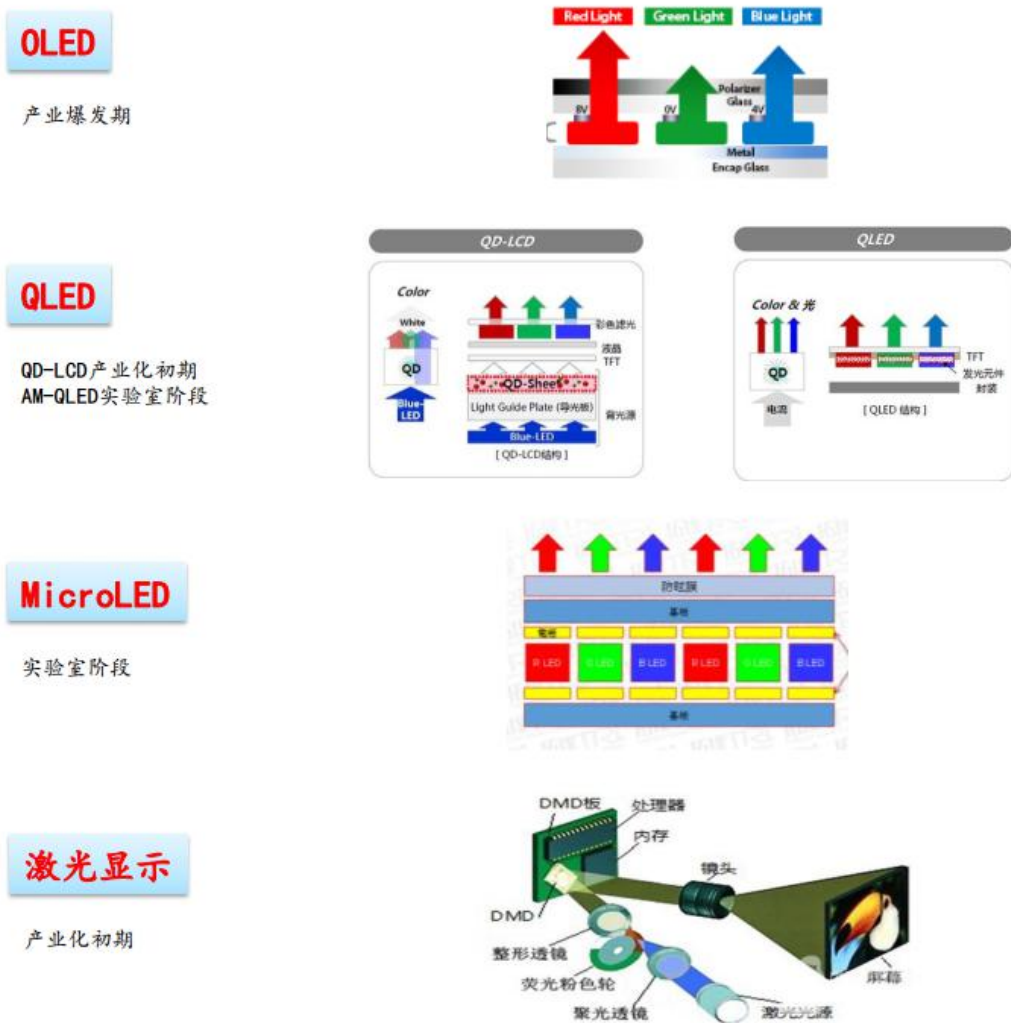 OLED
产业爆发期
Red Light
Green Light
Blue Light
Polarizer
Glass
8V
0V
4V
Metal
Encap Glass
QLED
QD-LCD产业化初期
AM-QLED实验室阶段
QD-LCD
Color
White
QD
Blue-LED
彩色滤光
液晶
TFT
QD-Sheet
Light Guide Plate (导光板)
背光源
Blue-LED
[ QD-LCD结构 ]
QLED
Color & 光
QD
电流
TFT
发光元件
封装
[ QLED 结构 ]
MicroLED
实验室阶段
防眩膜
基板
电极
R LED
G LED
B LED
R LED
G LED
B LED
基板
激光显示
产业化初期
DMD板
处理器
内存
镜头
DMD
整形透镜
荧光粉色轮
聚光透镜
激光光源
屏幕